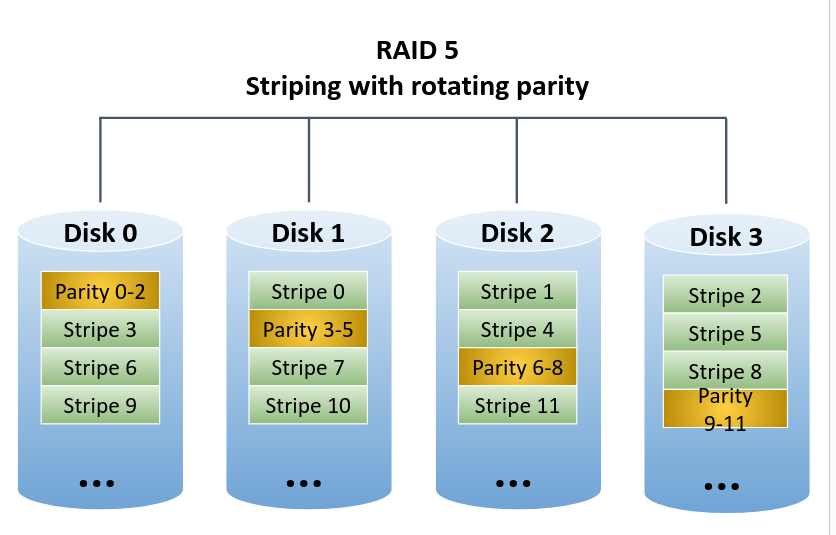 RAID 5
Striping with rotating parity
Disk 0
Parity 0-2
Stripe 3
Stripe 6
Stripe 9
...
Disk 1
Stripe 0
Parity 3-5
Stripe 7
Stripe 10
...
Disk 2
Stripe 1
Stripe 4
Parity 6-8
Stripe 11
...
Disk 3
Stripe 2
Stripe 5
Stripe 8
Parity
9-11
...